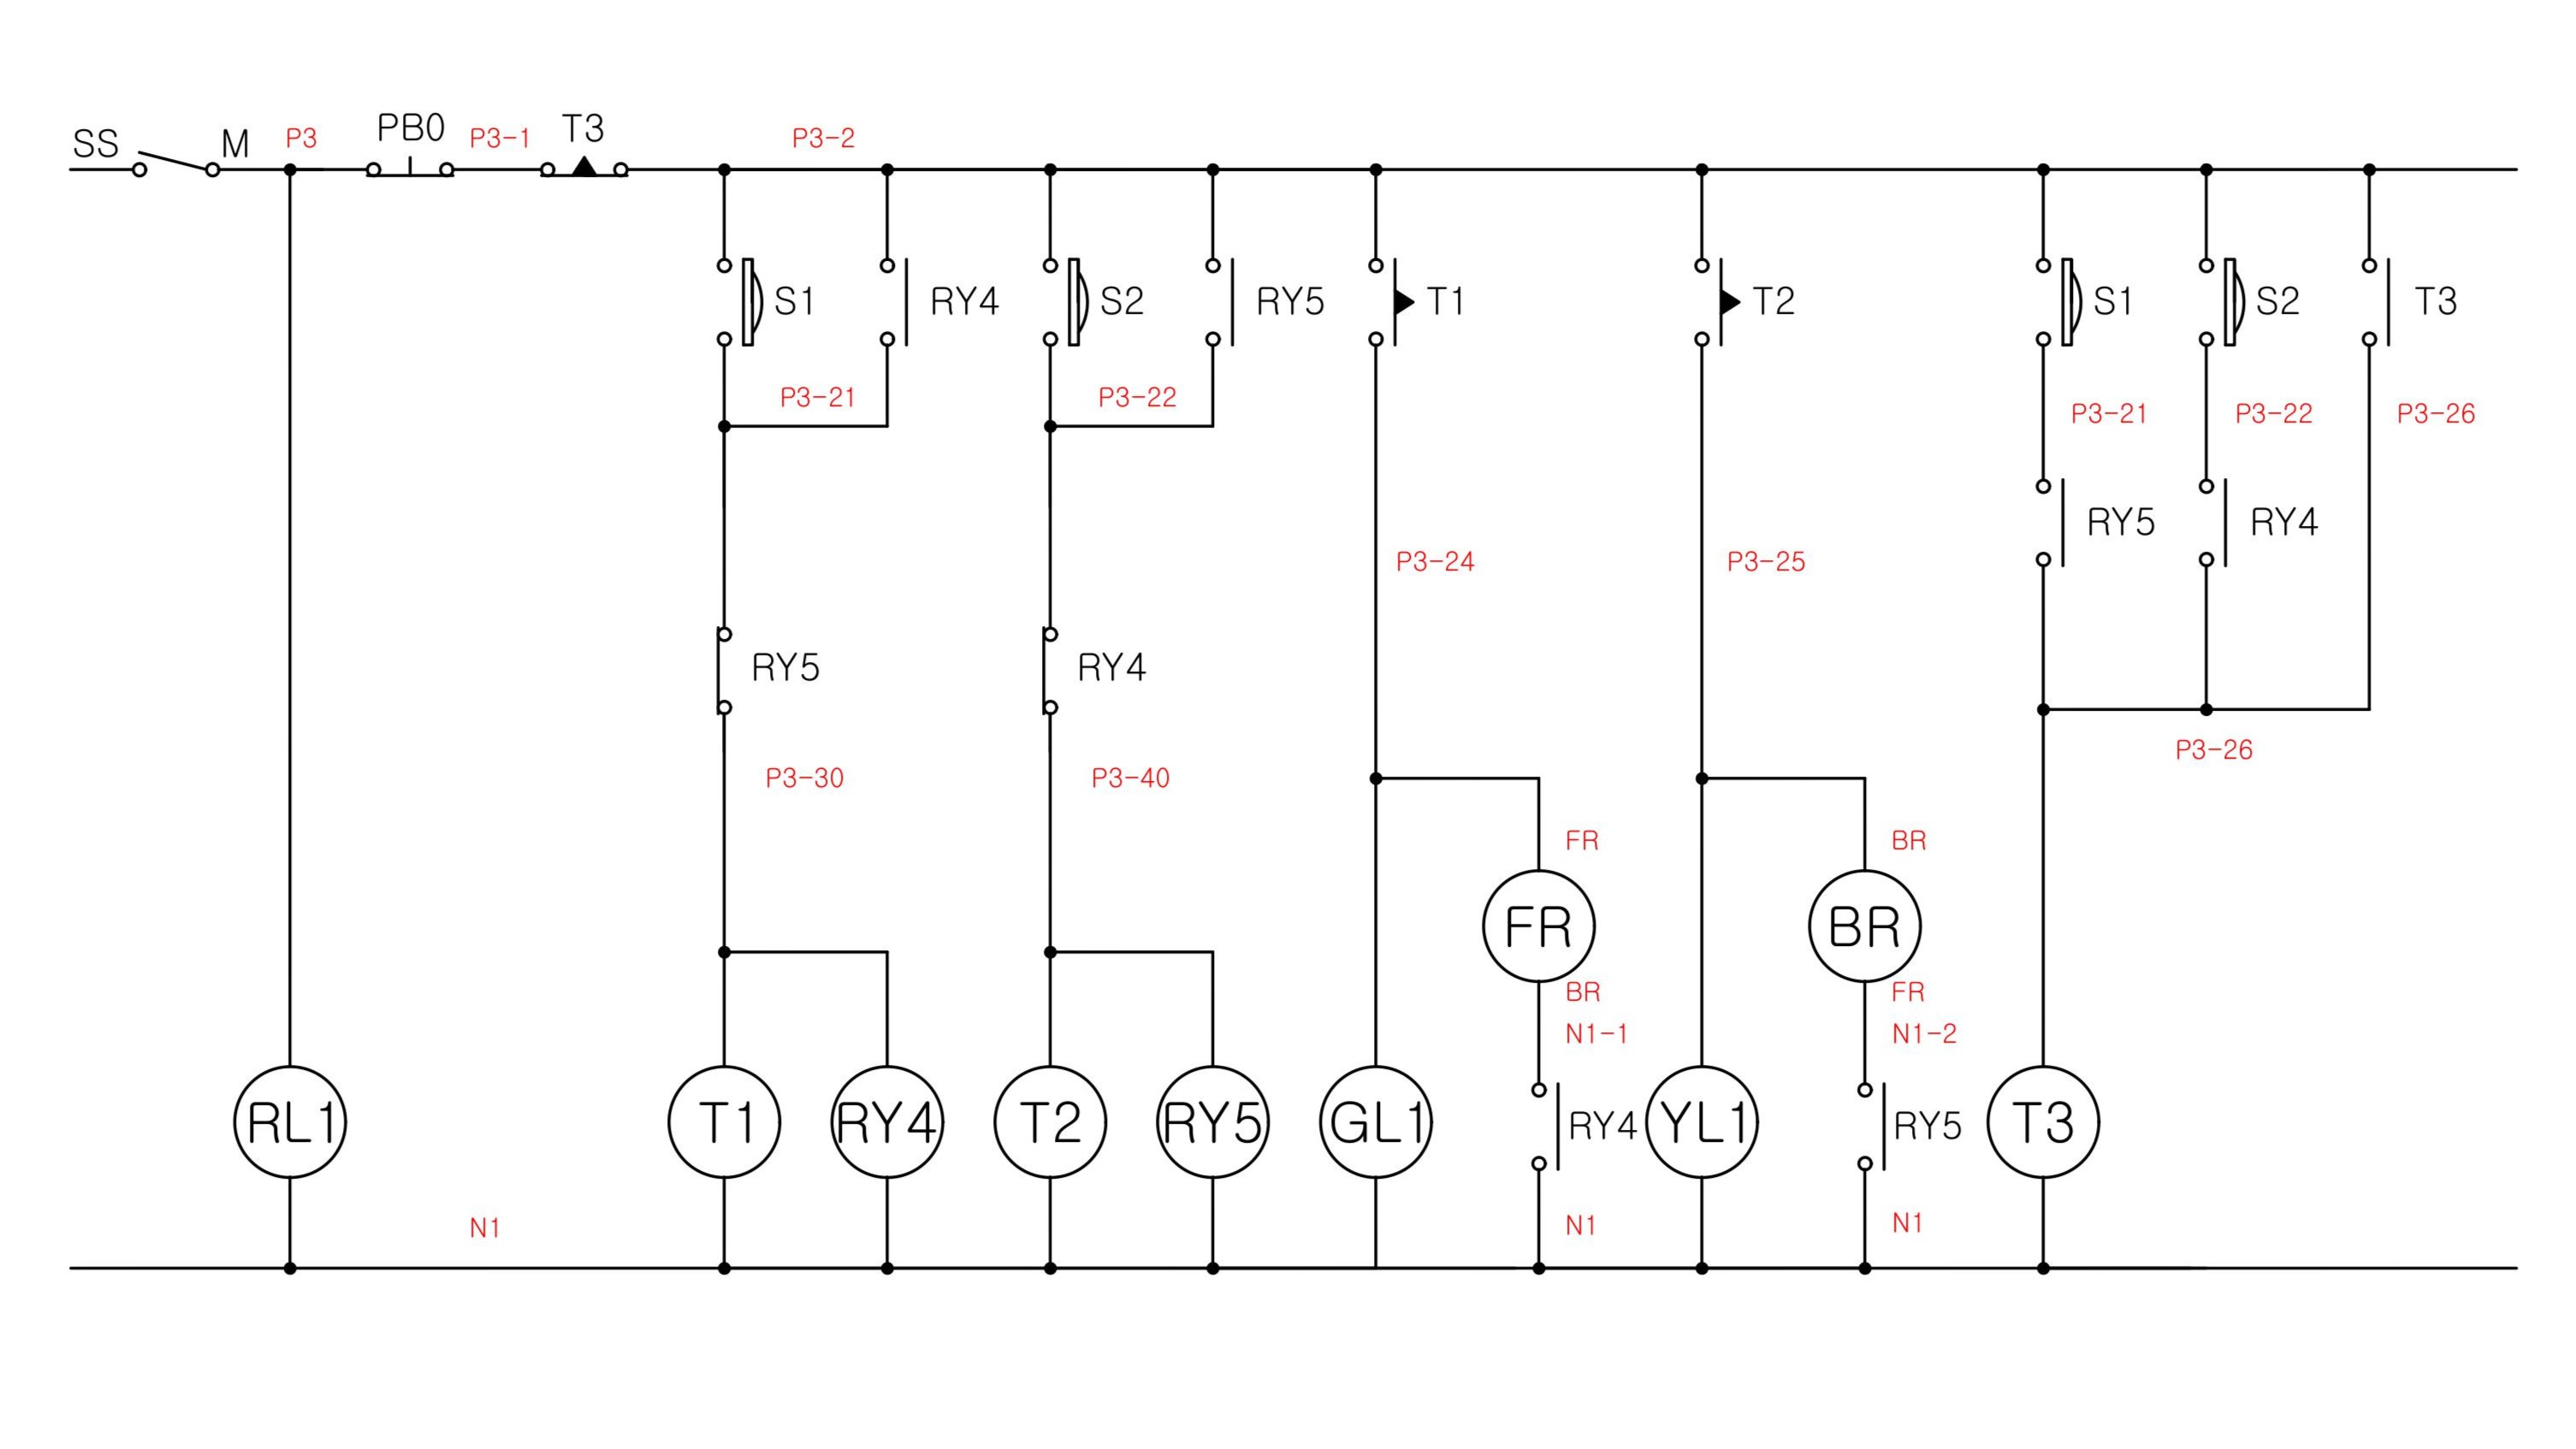 SS
M
P3
PB0
P3-1
T3
P3-2
S1
RY4
S2
RY5
T1
T2
S1
S2
T3
P3-21
P3-22
P3-21
P3-22
P3-26
RY5
RY4
P3-24
P3-25
RY5
RY4
P3-26
P3-30
P3-40
FR
BR
FR
BR
BR
FR
N1-1
N1-2
RL1
T1
RY4
T2
RY5
GL1
RY4
YL1
RY5
T3
N1
N1
N1